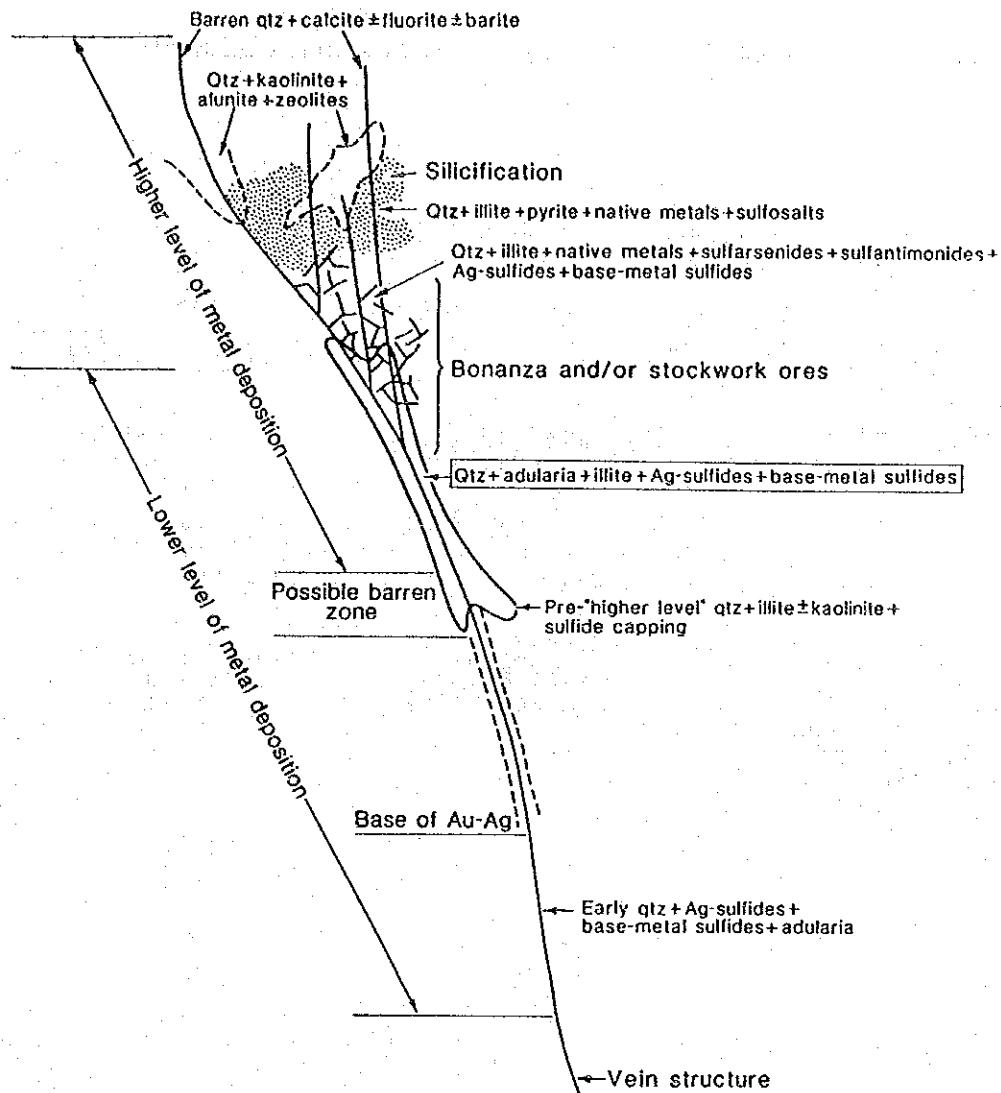 Barren qtz+calcite ±fluorite±barite
Qtz+kaolinite+
alunite+zeolites
Silicification
Qtz+illite+pyrite+native metals+sulfosalts
Qtz+illite+native metals+sulfarsenides+sulfantimonides+
Ag-sulfides+base-metal sulfides
Higher level of metal deposition
Bonanza and/or stockwork ores
Qtz+adularia+illite+Ag-sulfides+base-metal sulfides
Lower level of metal deposition
Possible barren
zone
Pre-"higher level" qtz+illite±kaolinite+
sulfide capping
Base of Au-Ag
Early qtz+Ag-sulfides+
base-metal sulfides+adularia
Vein structure